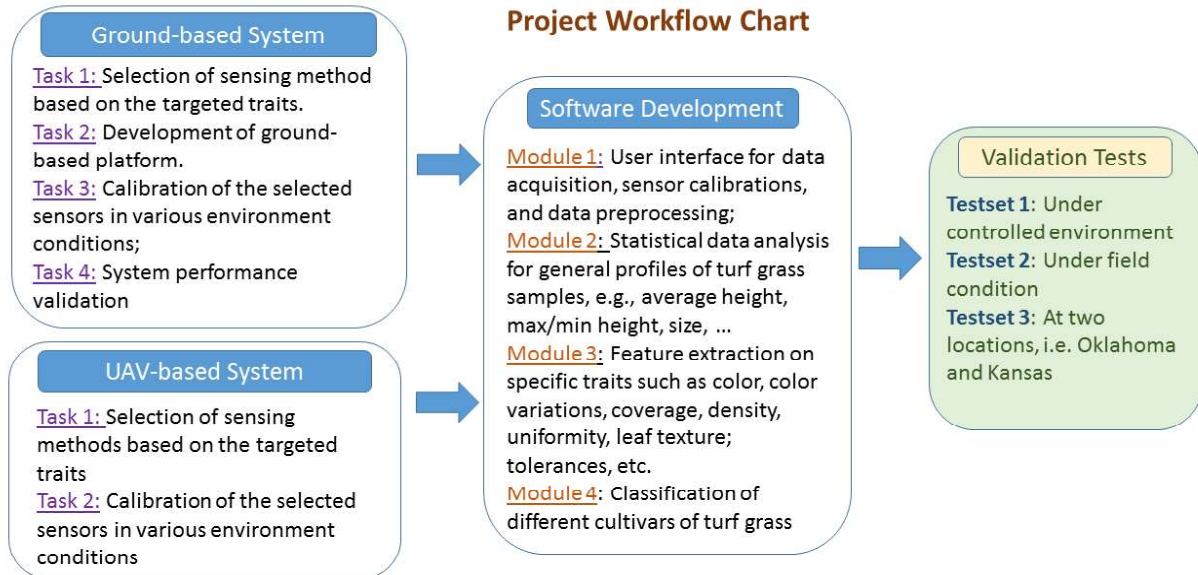 Project Workflow Chart
Ground-based System
Task 1: Selection of sensing method
based on the targeted traits.
Task 2: Development of ground-
based platform.
Task 3: Calibration of the selected
sensors in various environment
conditions;
Task 4: System performance
validation
UAV-based System
Task 1: Selection of sensing
methods based on the targeted
traits
Task 2: Calibration of the selected
sensors in various environment
conditions
Software Development
Module 1: User interface for data
acquisition, sensor calibrations,
and data preprocessing;
Module 2: Statistical data analysis
for general profiles of turf grass
samples, e.g., average height,
max/min height, size, ...
Module 3: Feature extraction on
specific traits such as color, color
variations, coverage, density,
uniformity, leaf texture;
tolerances, etc.
Module 4: Classification of
different cultivars of turf grass
Validation Tests
Testset 1: Under
controlled environment
Testset 2: Under field
condition
Testset 3: At two
locations, i.e. Oklahoma
and Kansas